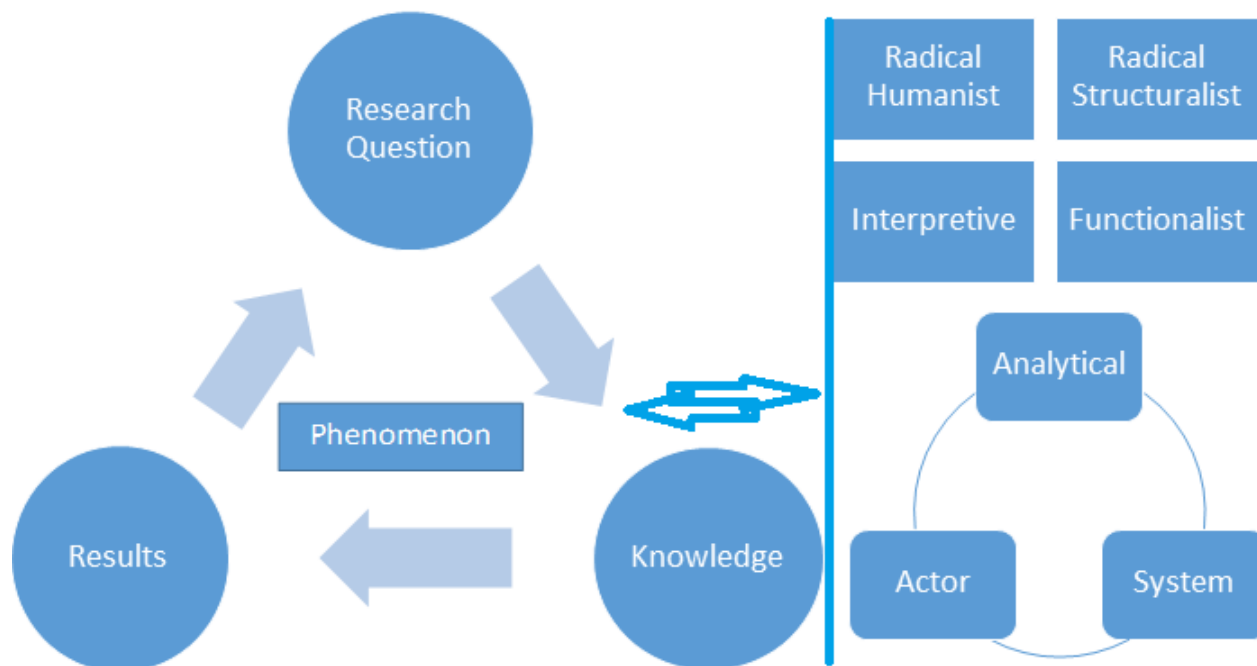 Research
Question
Phenomenon
Results
Knowledge
Radical
Humanist
Radical
Structuralist
Interpretive
Functionalist
Analytical
Actor
System